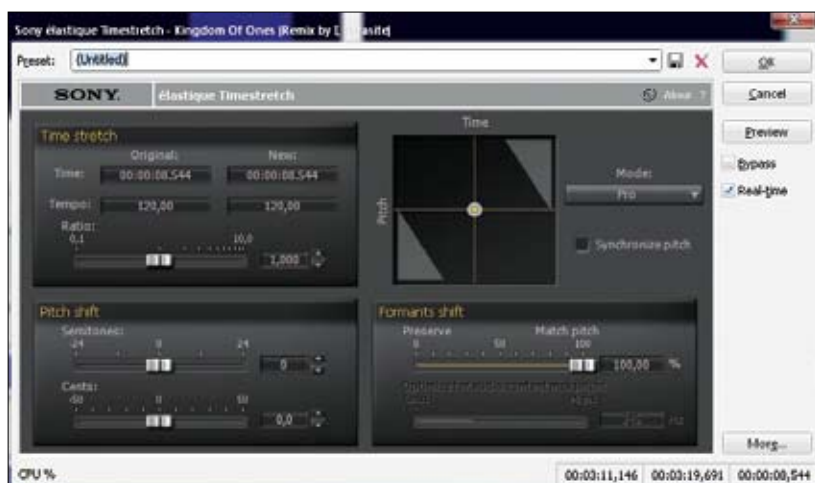 Sony élastique Timestretch - Kingdom Of Ones (Remix by
Preset: (Untitled) OK
SONY. élastique Timestretch About ? Cancel
Time stretch
Original: New:
Time: 00:00:08.544 00:00:08.544
Tempo: 120,00 120,00
Ratio:
0,1 10,0
1,000
Time
Pitch
Mode:
Pro
Synchronize pitch
Preview
Bypass
Real-time
Pitch shift
Semitones:
-24 0 24
0
Cents:
-50 0 50
0,0
Formants shift
Preserve Match pitch
0 50 100
100,00 %
More...
CPU % 00:03:11,146 00:03:19,691 00:00:08,544